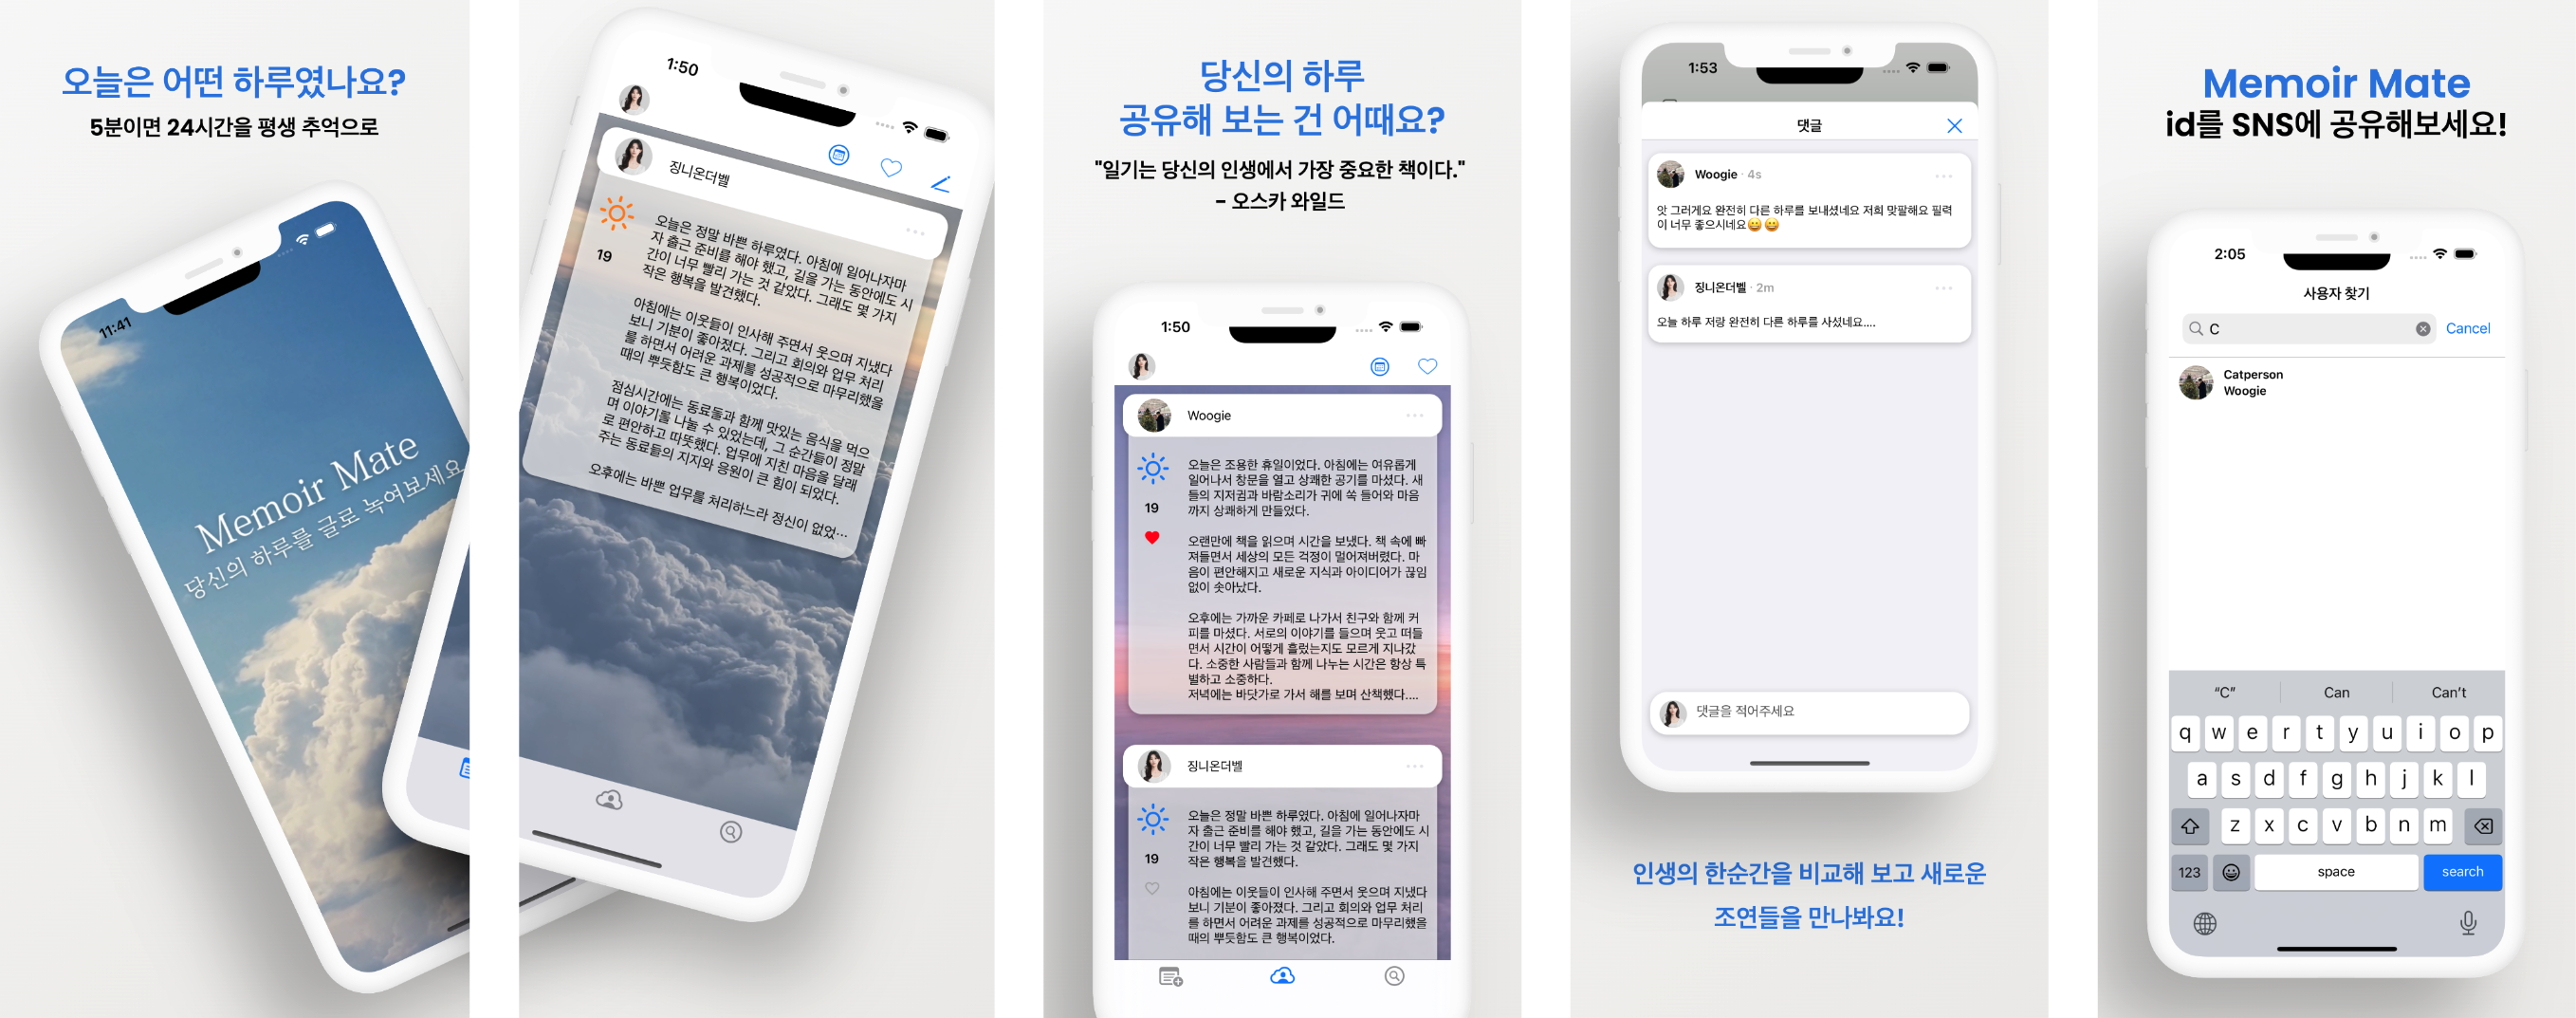 오늘은 어떤 하루였나요?
5분이면 24시간을 평생 추억으로
11:41
Memoir Mate
당신의 하루를 글로 녹여보세요
1:50
징니온더벨
19
오늘은 정말 바쁜 하루였다. 아침에 일어나자마
자 출근 준비를 해야 했고, 길을 가는 동안에도 시
간이 너무 빨리 가는 것 같았다. 그래도 몇 가지
작은 행복을 발견했다.
아침에는 이웃들이 인사해 주면서 웃으며 지냈다
보니 기분이 좋아졌다. 그리고 회의와 업무 처리
를 하면서 어려운 과제를 성공적으로 마무리했을
때의 뿌듯함도 큰 행복이었다.
점심시간에는 동료들과 함께 맛있는 음식을 먹으
며 이야기를 나눌 수 있었는데, 그 순간들이 정말
로 편안하고 따뜻했다. 업무에 지친 마음을 달래
주는 동료들의 지지와 응원이 큰 힘이 되었다.
오후에는 바쁜 업무를 처리하느라 정신이 없었…
당신의 하루
공유해 보는 건 어때요?
"일기는 당신의 인생에서 가장 중요한 책이다."
- 오스카 와일드
1:50
Woogie
19
오늘은 조용한 휴일이었다. 아침에는 여유롭게
일어나서 창문을 열고 상쾌한 공기를 마셨다. 새
들의 지저귐과 바람소리가 귀에 쏙 들어와 마음
까지 상쾌하게 만들었다.
오랜만에 책을 읽으며 시간을 보냈다. 책 속에 빠
져들면서 세상의 모든 걱정이 멀어져버렸다. 마
음이 편안해지고 새로운 지식과 아이디어가 끊임
없이 솟아났다.
오후에는 가까운 카페로 나가서 친구와 함께 커
피를 마셨다. 서로의 이야기를 들으며 웃고 떠들
면서 시간이 어떻게 흘렀는지도 모르게 지나갔
다. 소중한 사람들과 함께 나누는 시간은 항상 특
별하고 소중하다.
저녁에는 바닷가로 가서 해를 보며 산책했다.…
징니온더벨
19
오늘은 정말 바쁜 하루였다. 아침에 일어나자마
자 출근 준비를 해야 했고, 길을 가는 동안에도 시
간이 너무 빨리 가는 것 같았다. 그래도 몇 가지
작은 행복을 발견했다.
아침에는 이웃들이 인사해 주면서 웃으며 지냈다
보니 기분이 좋아졌다. 그리고 회의와 업무 처리
를 하면서 어려운 과제를 성공적으로 마무리했을
때의 뿌듯함도 큰 행복이었다.
1:53
댓글
Woogie · 4s
앗 그러게요 완전히 다른 하루를 보내셨네요 저희 맞팔해요 필력
이 너무 좋으시네요😄😄
징니온더벨 · 2m
오늘 하루 저랑 완전히 다른 하루를 사셨네요....
댓글을 적어주세요
인생의 한순간을 비교해 보고 새로운
조연들을 만나봐요!
Memoir Mate
id를 SNS에 공유해보세요!
2:05
사용자 찾기
C
Cancel
Catperson
Woogie
“C” Can Can't
q w e r t y u i o p
a s d f g h j k l
z x c v b n m
123 space search